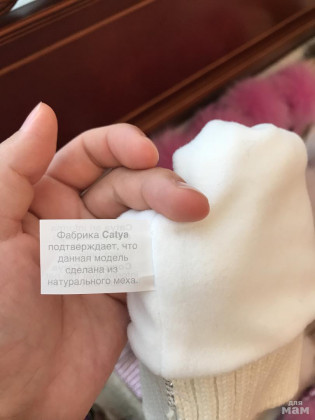 Фабрика Catya
подтверждает, что
данная модель
сделана из
натурального меха.
для
мам